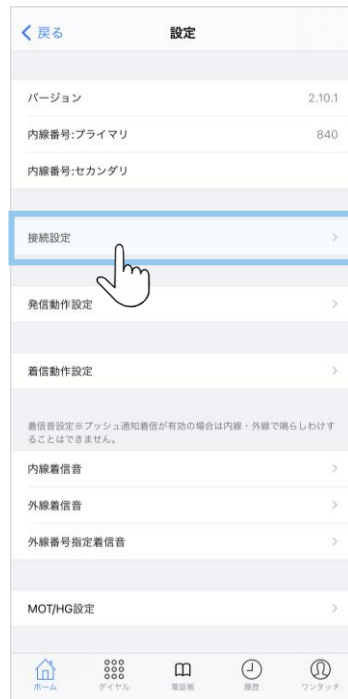 戻る
設定
バージョン
2.10.1
内線番号:プライマリ
840
内線番号:セカンダリ
接続設定
発信動作設定
着信動作設定
着信音設定※プッシュ通知着信が有効の場合は内線・外線で鳴らしわけす
ることはできません。
内線着信音
外線着信音
外線番号指定着信音
MOT/HG設定
ホーム
ダイヤル
電話帳
履歴
ワンタッチ